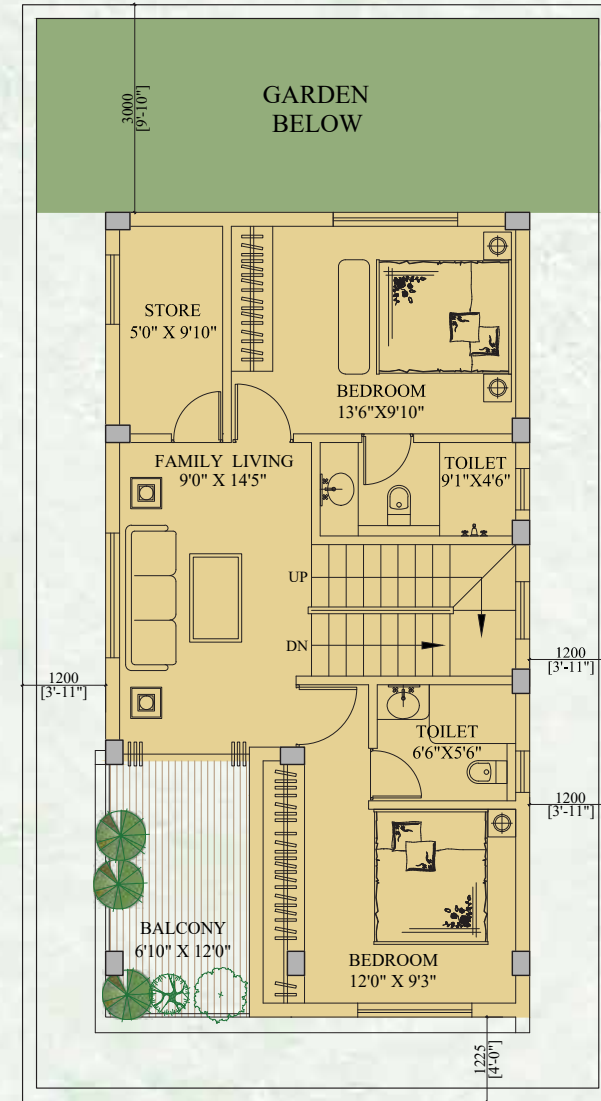 3000
[9'-10"]
GARDEN
BELOW
STORE
5'0" X 9'10"
BEDROOM
13'6"X9'10"
FAMILY LIVING
9'0" X 14'5"
TOILET
9'1"X4'6"
UP
DN
1200
[3'-11"]
1200
[3'-11"]
TOILET
6'6"X5'6"
1200
[3'-11"]
BALCONY
6'10" X 12'0"
BEDROOM
12'0" X 9'3"
1225
[4'-0"]